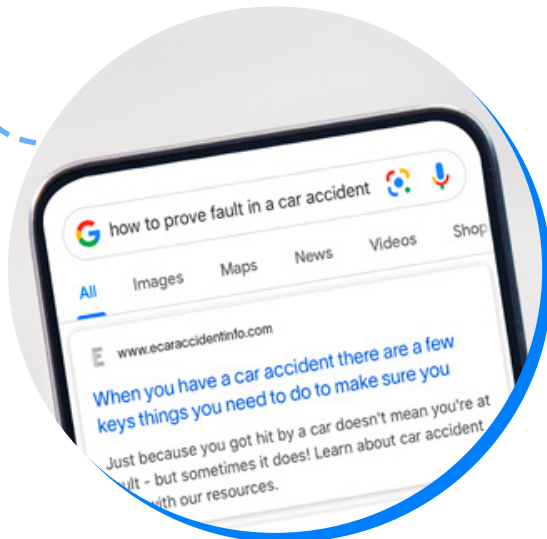 how to prove fault in a car accident
All Images Maps News Videos Shop
www.ecaraccidentinfo.com
When you have a car accident there are a few
keys things you need to do to make sure you
Just because you got hit by a car doesn't mean you're at
- but sometimes it does! Learn about car accident
with our resources.